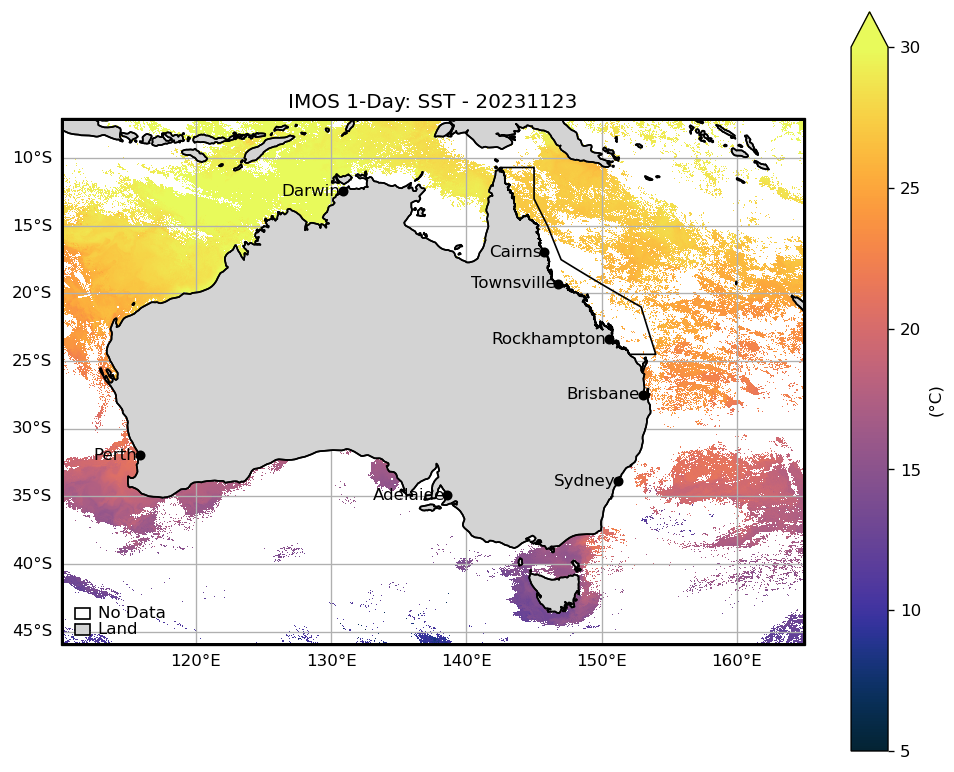 IMOS 1-Day: SST - 20231123
30
10°S
Darwin
25
15°S
Cairns
Townsville
20°S
20
Rockhampton
25°S
Brisbane
(°C)
30°S
Perth
15
Sydney
35°S
Adelaide
40°S
10
No Data
Land
45°S
120°E 130°E 140°E 150°E 160°E
5